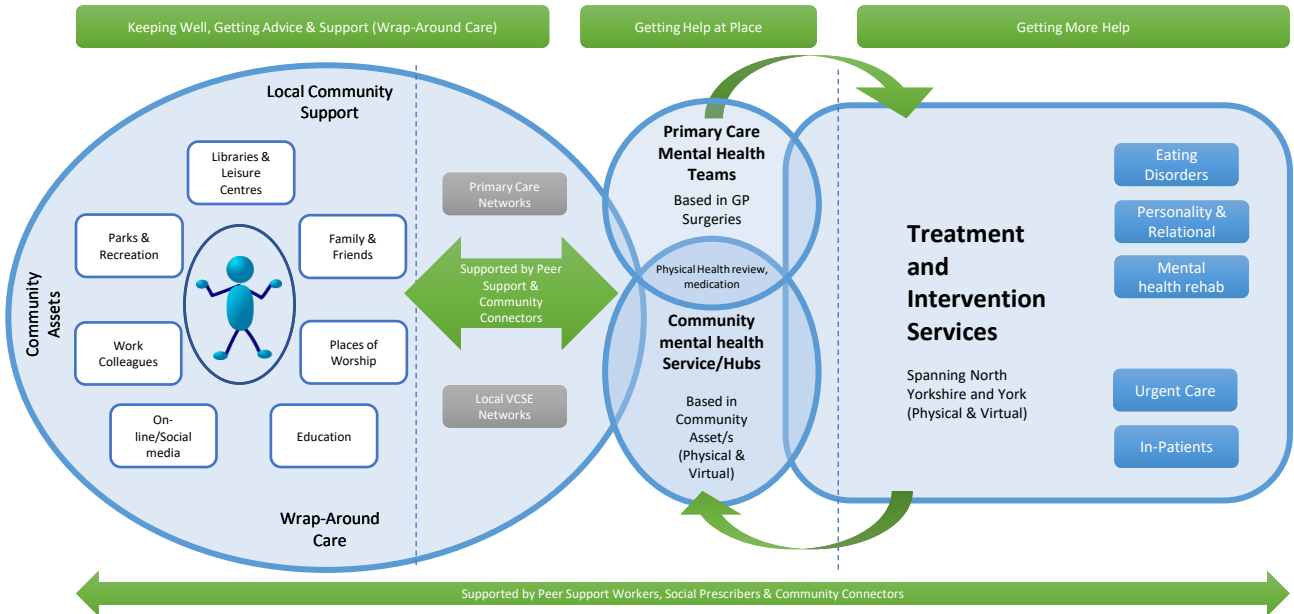 Keeping Well, Getting Advice & Support (Wrap-Around Care)
Getting Help at Place
Getting More Help
Local Community
Support
Community
Assets
Libraries &
Leisure
Centres
Parks &
Recreation
Family &
Friends
Work
Colleagues
Places of
Worship
On-
line/Social
media
Education
Wrap-Around
Care
Primary Care
Networks
Supported by Peer
Support &
Community
Connectors
Local VCSE
Networks
Primary Care
Mental Health
Teams
Based in GP
Surgeries
Physical Health review,
medication
Community
mental health
Service/Hubs
Based in
Community
Asset/s
(Physical &
Virtual)
Treatment
and
Intervention
Services
Spanning North
Yorkshire and York
(Physical & Virtual)
Eating
Disorders
Personality &
Relational
Mental
health rehab
Urgent Care
In-Patients
Supported by Peer Support Workers, Social Prescribers & Community Connectors